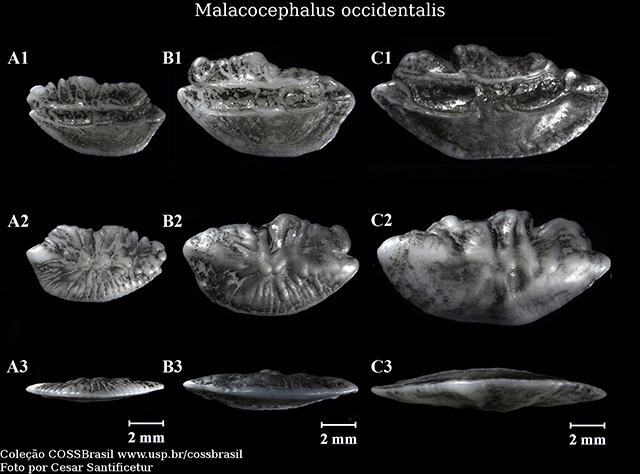 Malacocephalus occidentalis
A1 B1 C1
A2 B2 C2
A3 B3 C3
2 mm 2 mm 2 mm
Coleção COSSBrasil www.usp.br/cossbrasil
Foto por Cesar Santificetur